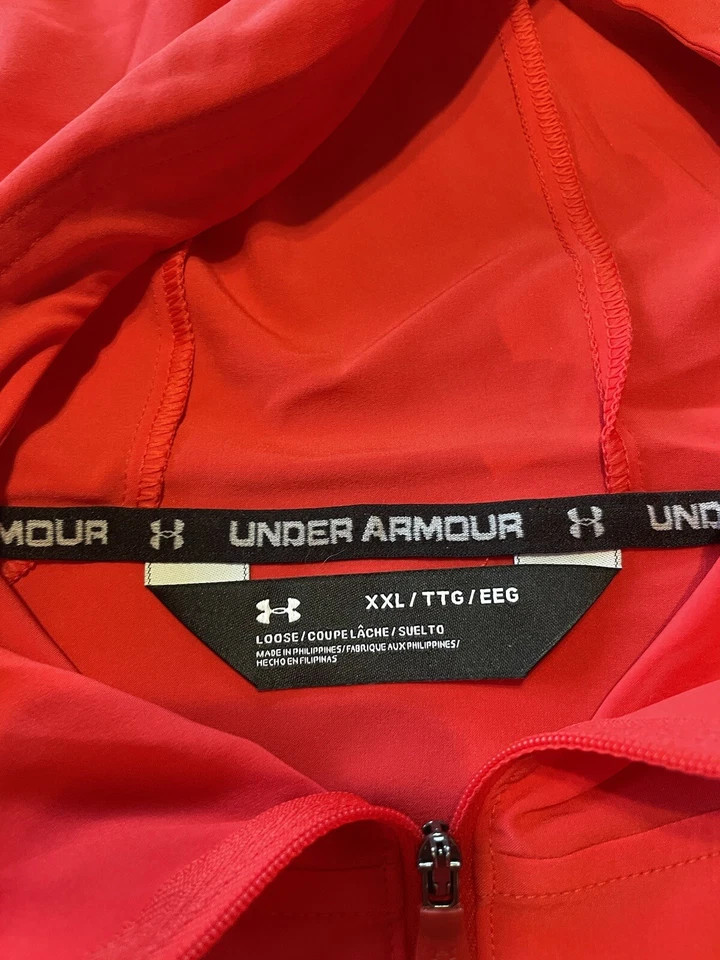 MOUR UNDER ARMOUR UND
XXL / TTG / EEG
LOOSE / COUPE LÂCHE / SUELTO
MADE IN PHILIPPINES / FABRIQUE AUX PHILIPPINES /
HECHO EN FILIPINAS